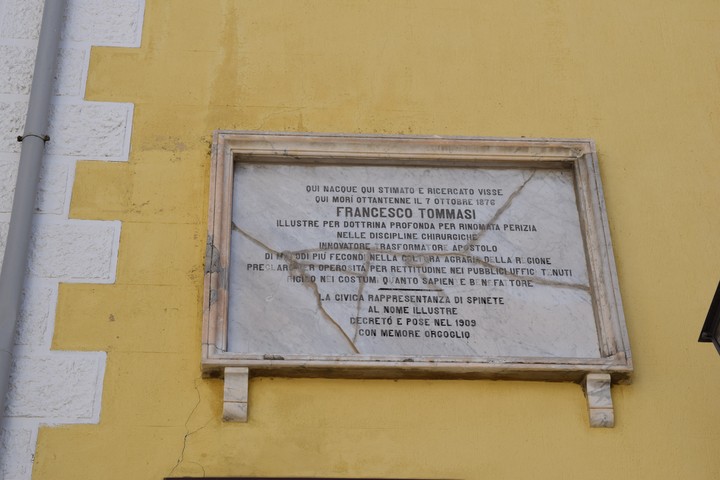 QUI NACQUE QUI STIMATO E RICERCATO VISSE
QUI MORÍ OTTANTENNE IL 7 OTTOBRE 1876
FRANCESCO TOMMASI
ILLUSTRE PER DOTTRINA PROFONDA PER RINOMATA PERIZIA
NELLE DISCIPLINE CHIRURGICHE
INNOVATORE TRASFORMATORE APOSTOLO
DI METODI PIÙ FECONDI NELLA COLTURA AGRARIA DELLA REGIONE
PRECLARO PER OPEROSITÀ PER RETTITUDINE NEI PUBBLICI UFFICI TENUTI
RIGIDO NEI COSTUMI QUANTO SAPIENTE BENEFATTORE
LA CIVICA RAPPRESENTANZA DI SPINETE
AL NOME ILLUSTRE
DECRETÓ E POSE NEL 1909
CON MEMORE ORGOGLIO